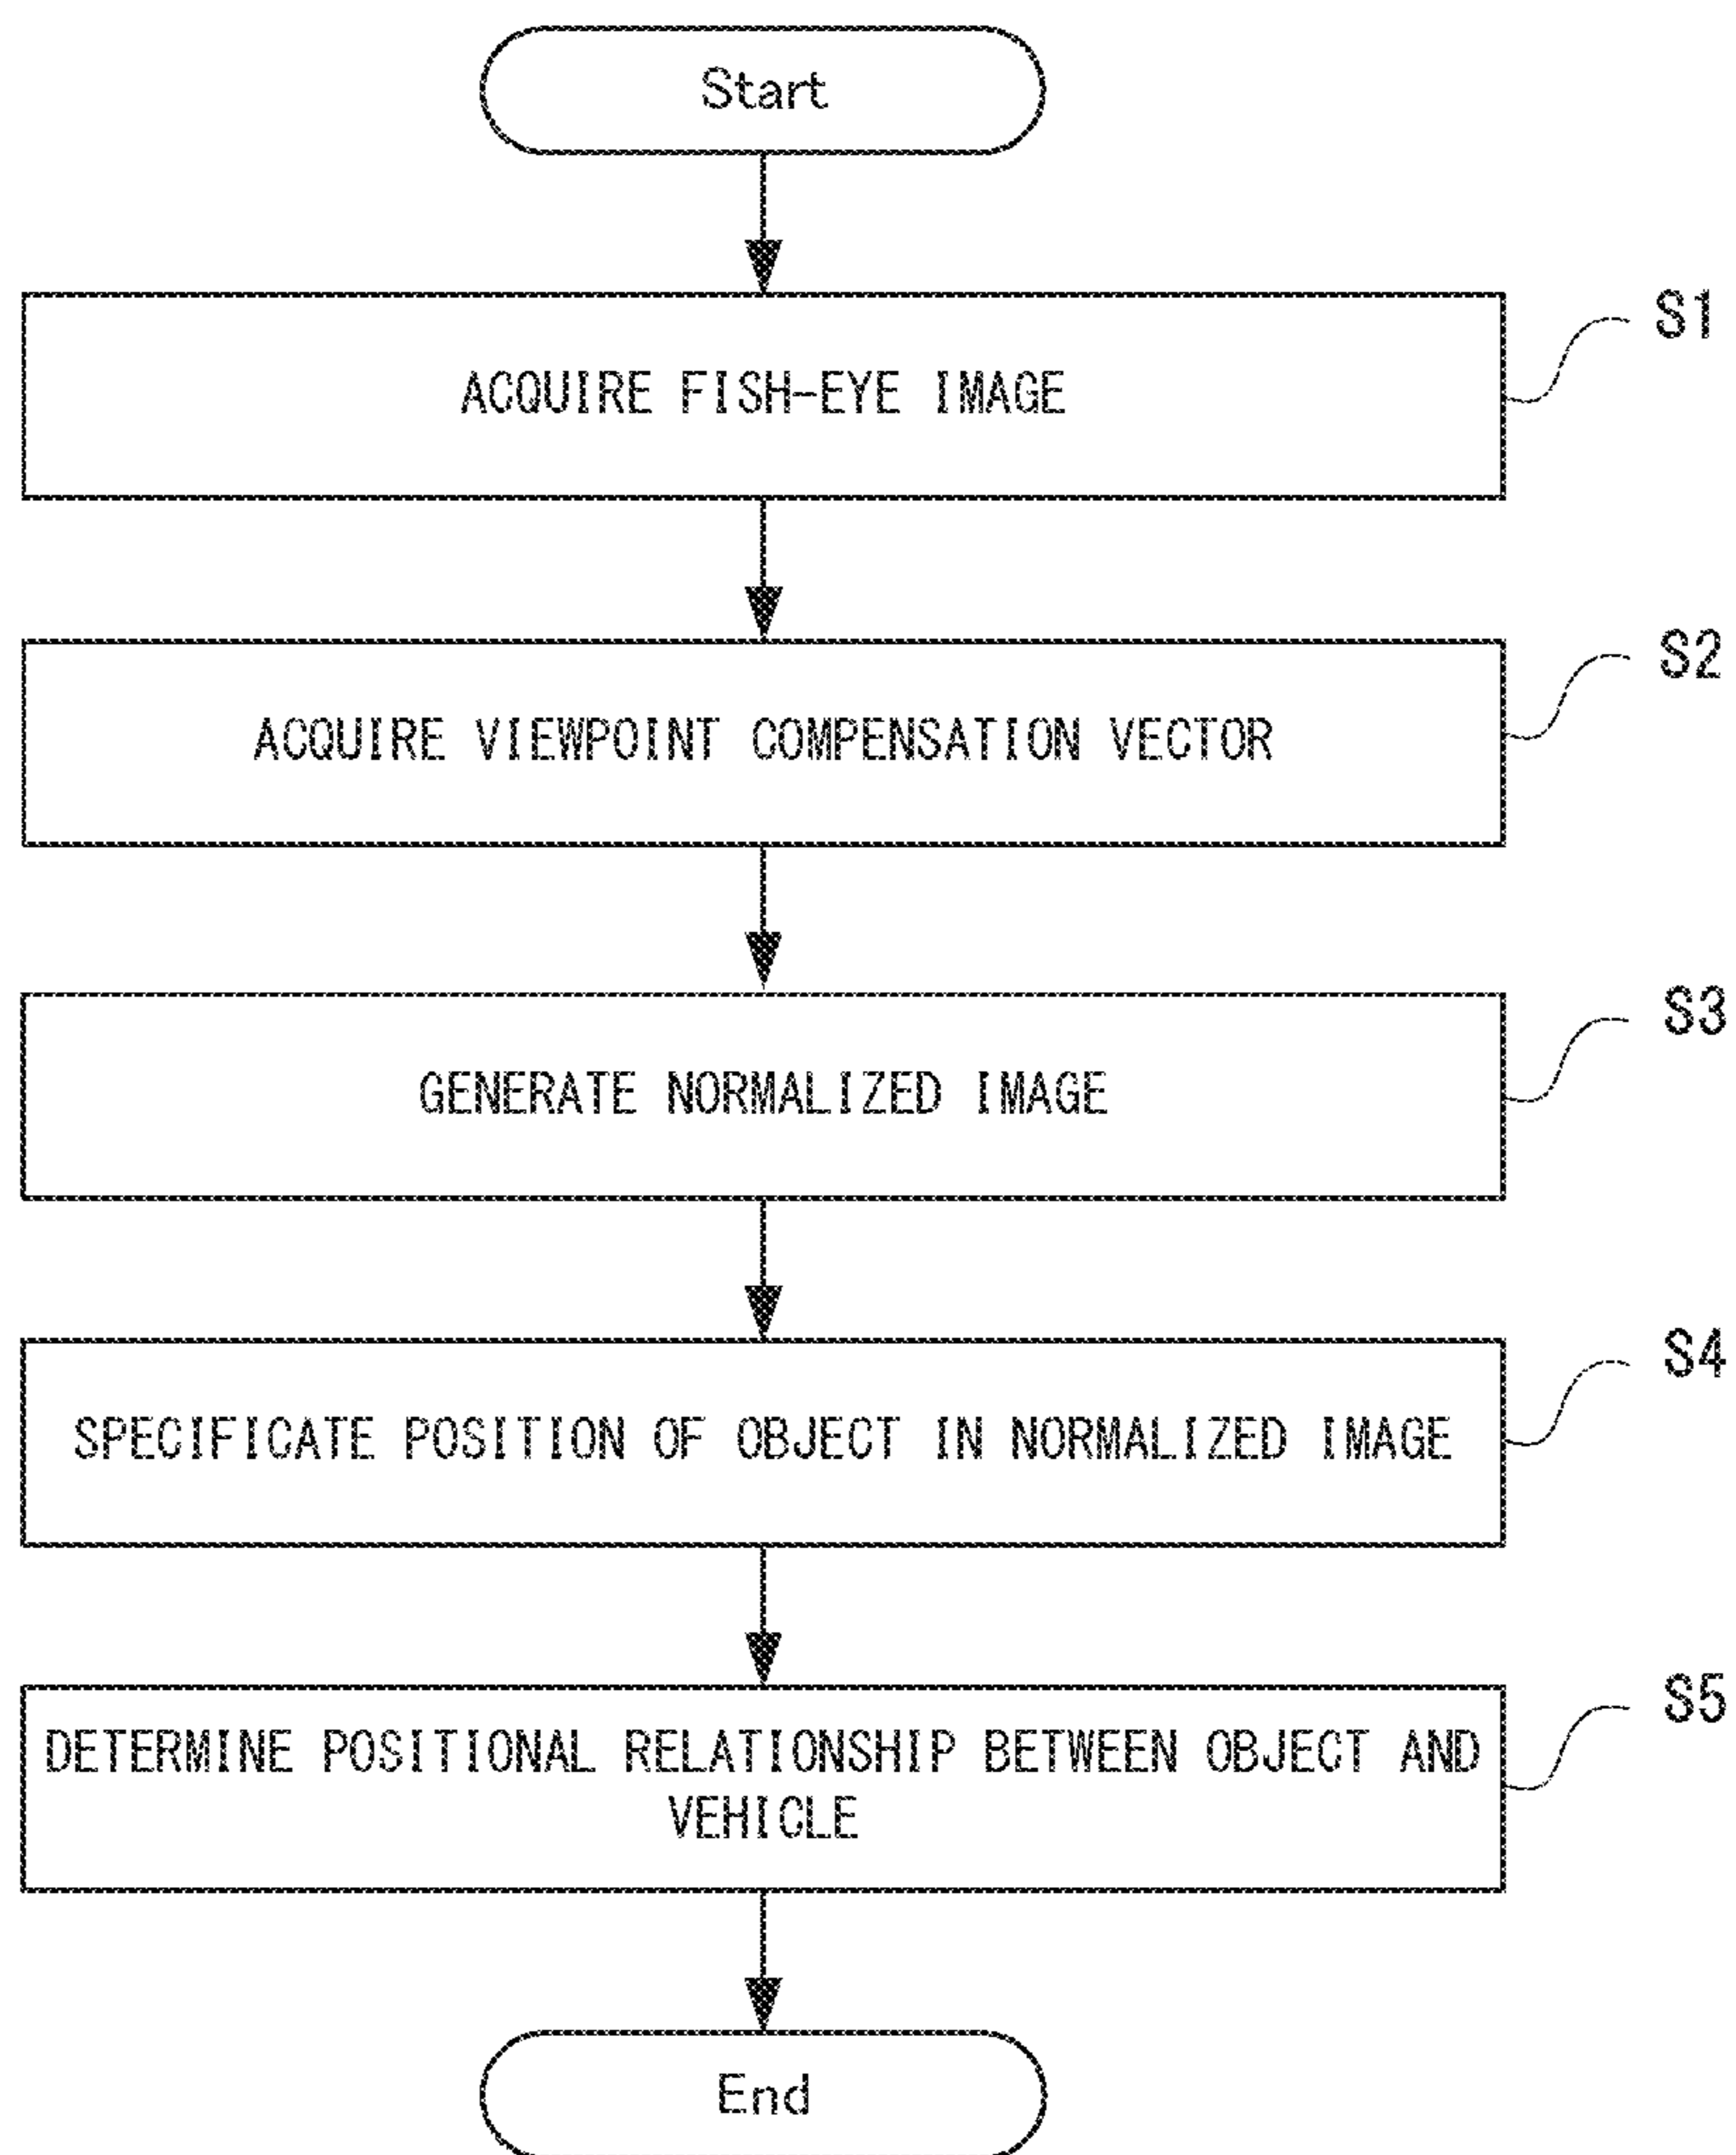 Start
S1
ACQUIRE FISH-EYE IMAGE
S2
ACQUIRE VIEWPOINT COMPENSATION VECTOR
S3
GENERATE NORMALIZED IMAGE
S4
SPECIFICATE POSITION OF OBJECT IN NORMALIZED IMAGE
S5
DETERMINE POSITIONAL RELATIONSHIP BETWEEN OBJECT AND
VEHICLE
End